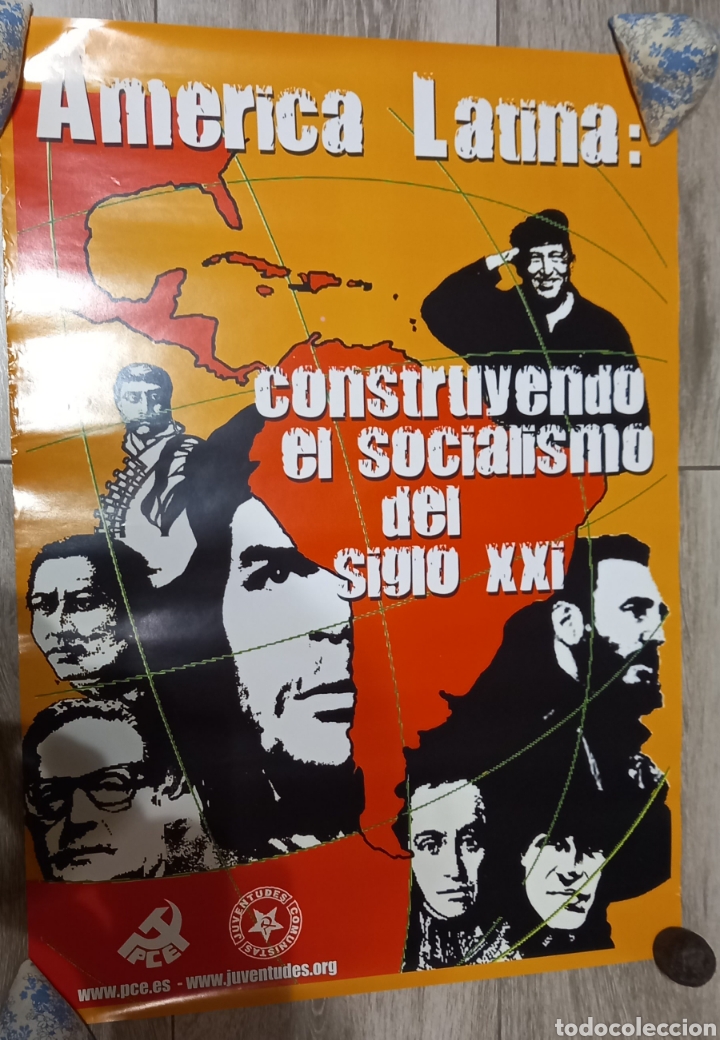 America Latina:
construyendo
el socialismo
del
siglo XXI
PCE
JUVENTUDES COMUNISTAS
www.pce.es - www.juventudes.org
todocoleccion